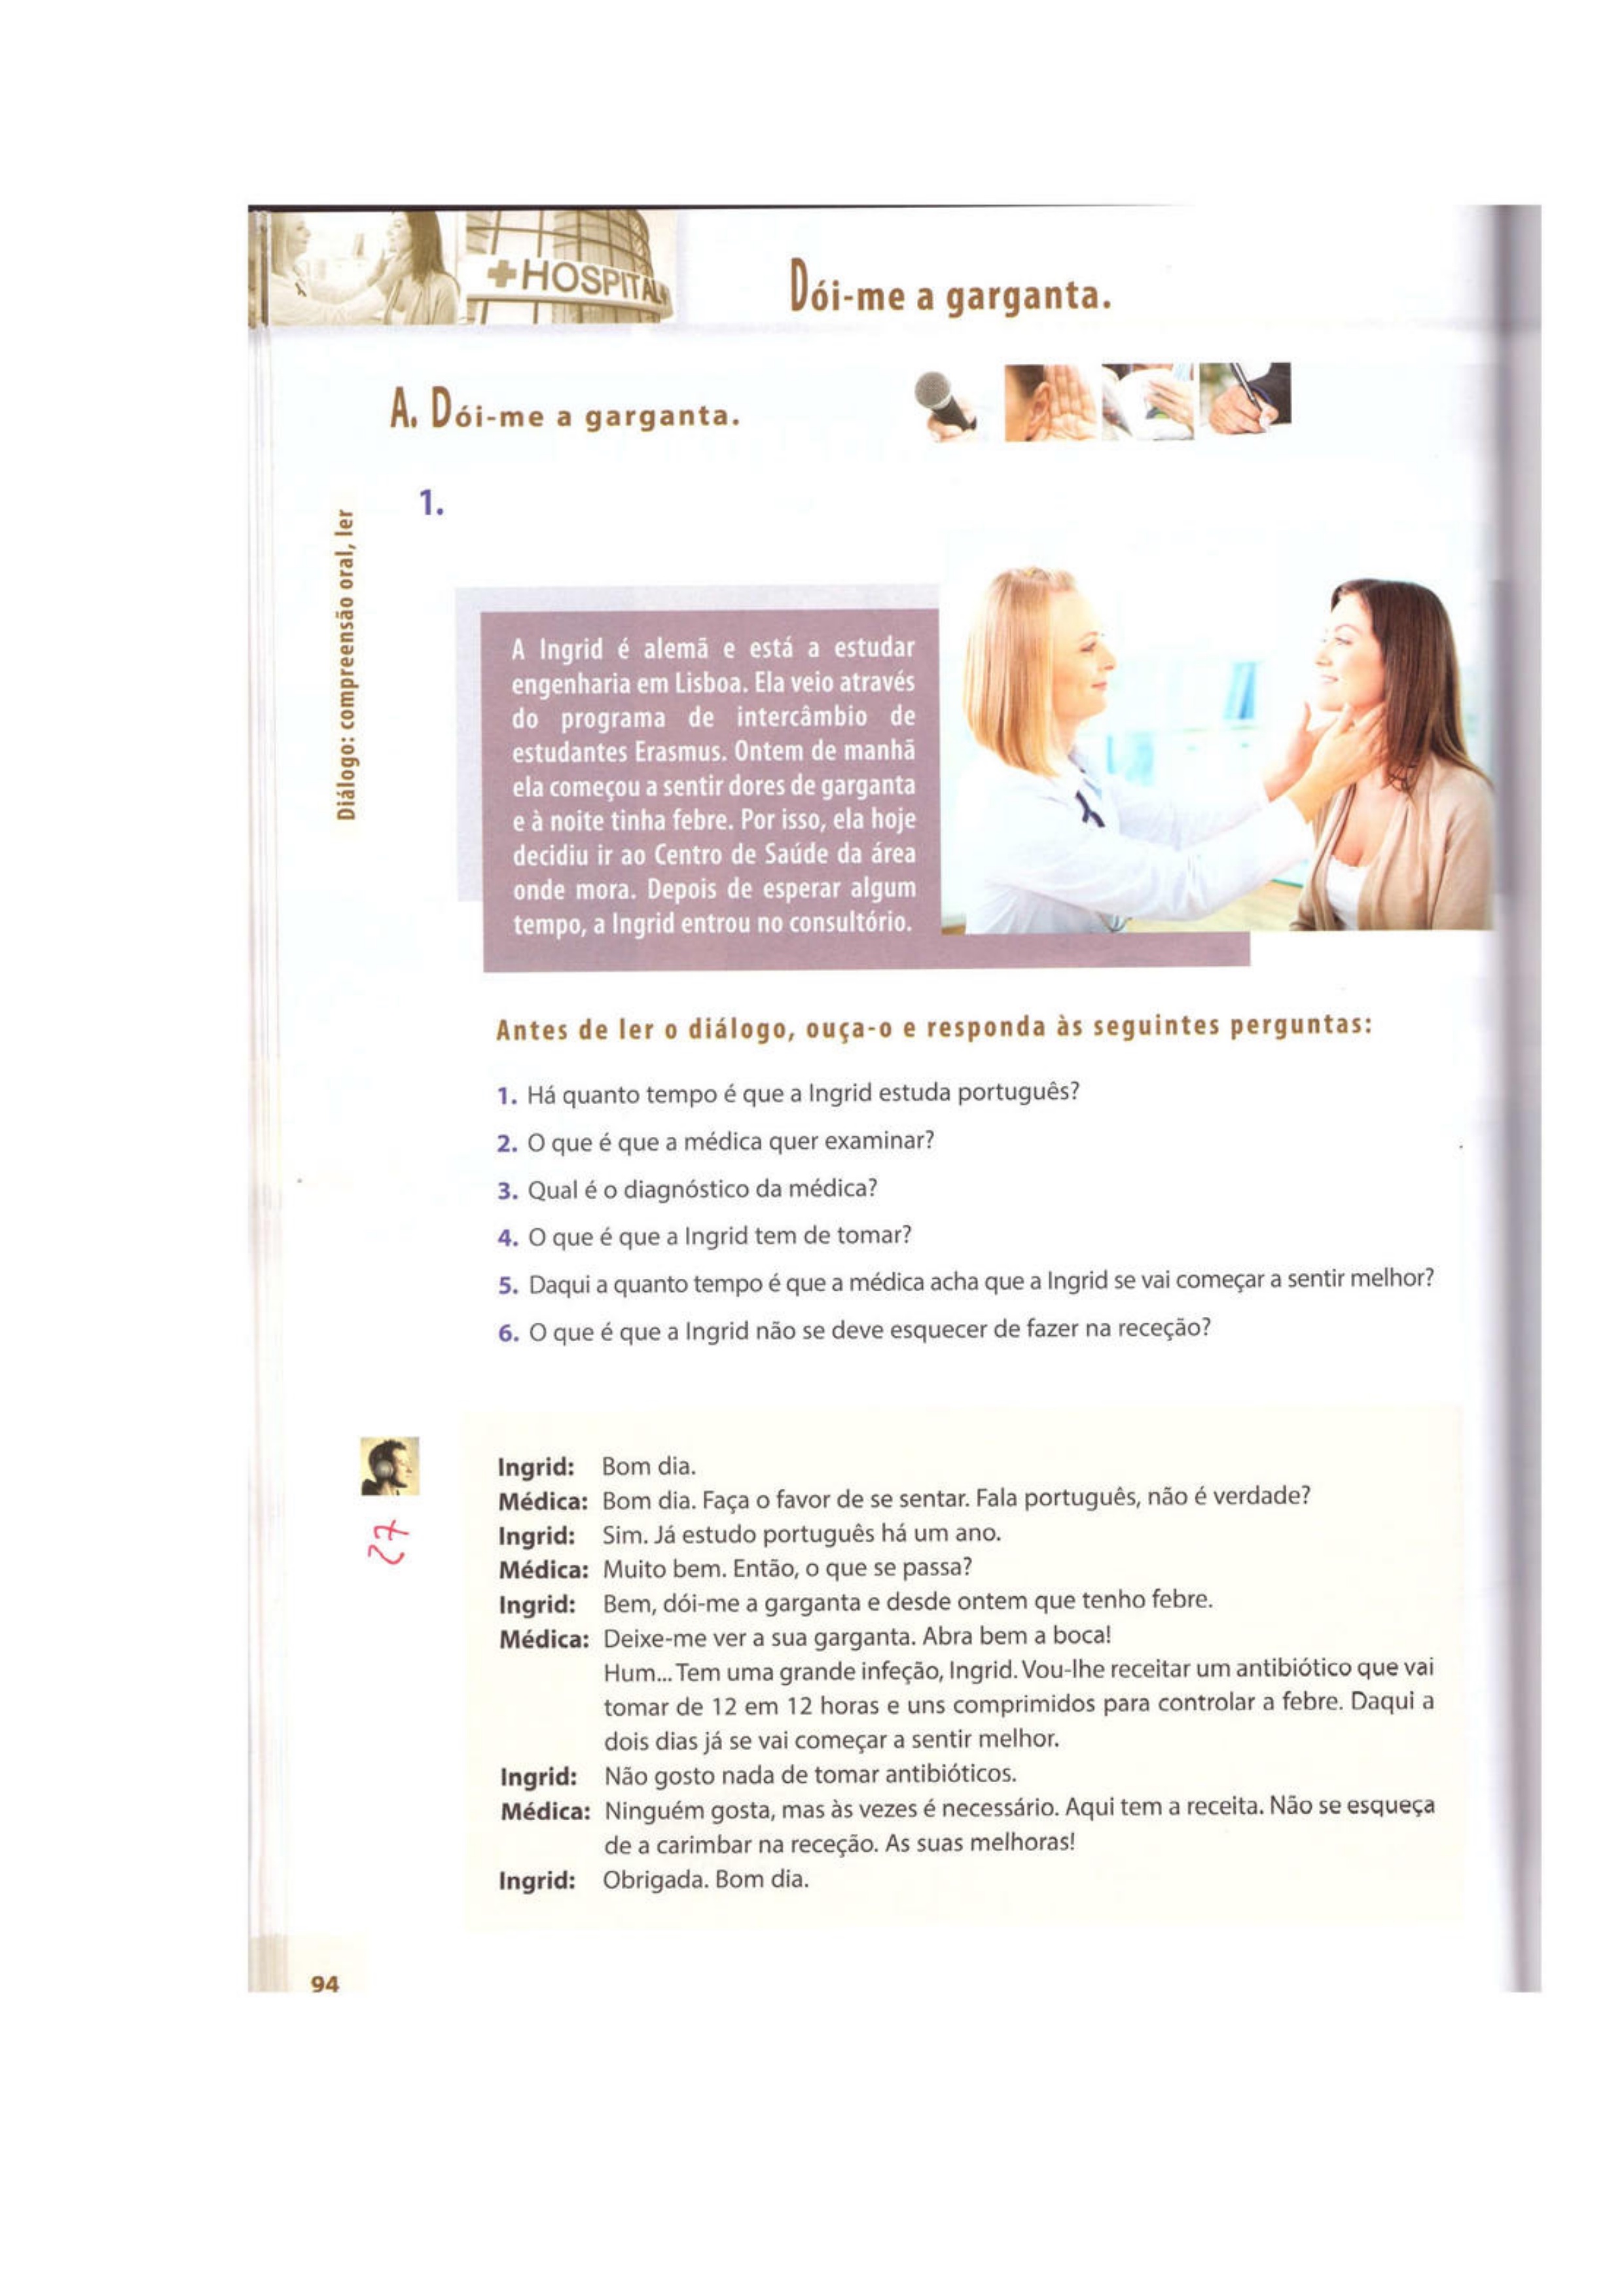 +HOSPITAL
Dói-me a garganta.
A. Dói-me a garganta.
1.
Diálogo: compreensão oral, ler
A Ingrid é alemã e está a estudar
engenharia em Lisboa. Ela veio através
do programa de intercâmbio de
estudantes Erasmus. Ontem de manhã
ela começou a sentir dores de garganta
e à noite tinha febre. Por isso, ela hoje
decidiu ir ao Centro de Saúde da área
onde mora. Depois de esperar algum
tempo, a Ingrid entrou no consultório.
Antes de ler o diálogo, ouça-o e responda às seguintes perguntas:
1. Há quanto tempo é que a Ingrid estuda português?
2. O que é que a médica quer examinar?
3. Qual é o diagnóstico da médica?
4. O que é que a Ingrid tem de tomar?
5. Daqui a quanto tempo é que a médica acha que a Ingrid se vai começar a sentir melhor?
6. O que é que a Ingrid não se deve esquecer de fazer na receção?
27
Ingrid: Bom dia.
Médica: Bom dia. Faça o favor de se sentar. Fala português, não é verdade?
Ingrid: Sim. Já estudo português há um ano.
Médica: Muito bem. Então, o que se passa?
Ingrid: Bem, dói-me a garganta e desde ontem que tenho febre.
Médica: Deixe-me ver a sua garganta. Abra bem a boca!
Hum... Tem uma grande infeção, Ingrid. Vou-lhe receitar um antibiótico que vai
tomar de 12 em 12 horas e uns comprimidos para controlar a febre. Daqui a
dois dias já se vai começar a sentir melhor.
Ingrid: Não gosto nada de tomar antibióticos.
Médica: Ninguém gosta, mas às vezes é necessário. Aqui tem a receita. Não se esqueça
de a carimbar na receção. As suas melhoras!
Ingrid: Obrigada. Bom dia.
94